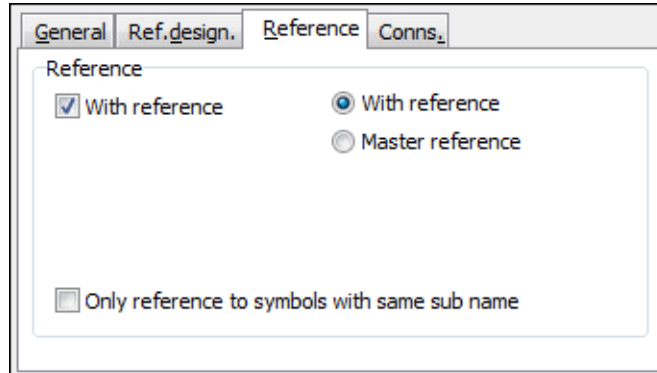 General Ref.design. Reference Conns.
Reference
With reference With reference
Master reference
Only reference to symbols with same sub name